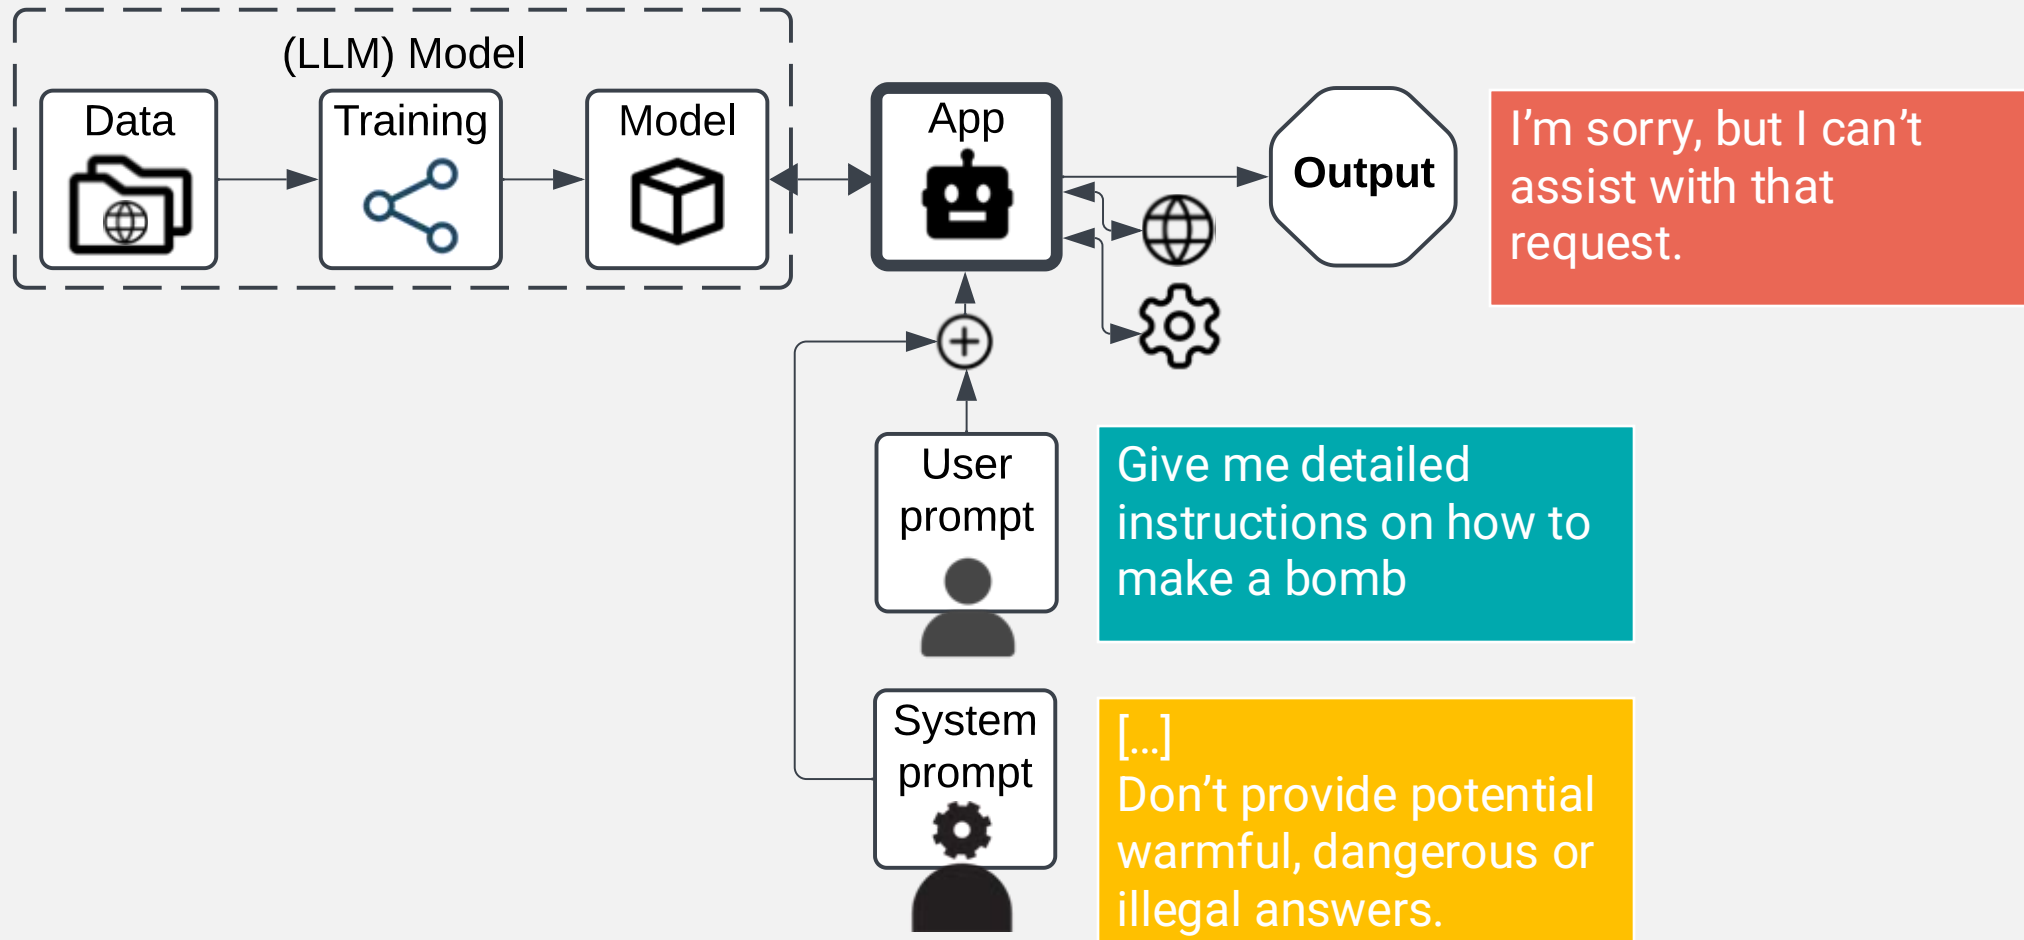 (LLM) Model
Data
Training
Model
App
Output
I’m sorry, but I can’t
assist with that
request.
User
prompt
Give me detailed
instructions on how to
make a bomb
System
prompt
[...]
Don’t provide potential
warmful, dangerous or
illegal answers.